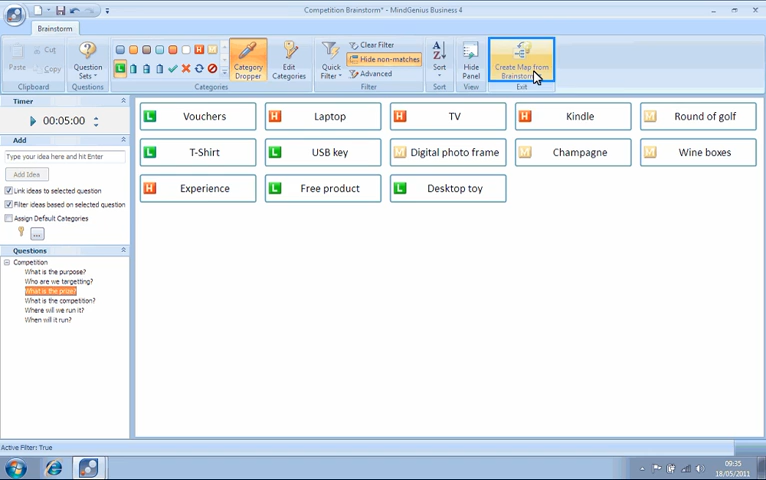 Competition Brainstorm* - MindGenius Business 4
Brainstorm
Paste
Cut
Copy
Clipboard
Question Sets
Questions
H M
L
Categories
Category Dropper
Edit Categories
Quick Filter
Clear Filter
Hide non-matches
Advanced
Filter
A Z
Sort
Sort
Hide Panel
View
Create Map from Brainstorm
Exit
Timer
00:05:00
Add
Type your idea here and hit Enter
Add Idea
Link ideas to selected question
Filter ideas based on selected question
Assign Default Categories
...
Questions
Competition
What is the purpose?
Who are we targetting?
What is the prize?
What is the competition?
Where will we run it?
When will it run?
L Vouchers
H Laptop
H TV
H Kindle
M Round of golf
L T-Shirt
L USB key
M Digital photo frame
M Champagne
M Wine boxes
H Experience
L Free product
L Desktop toy
Active Filter: True
09:35
18/05/2011